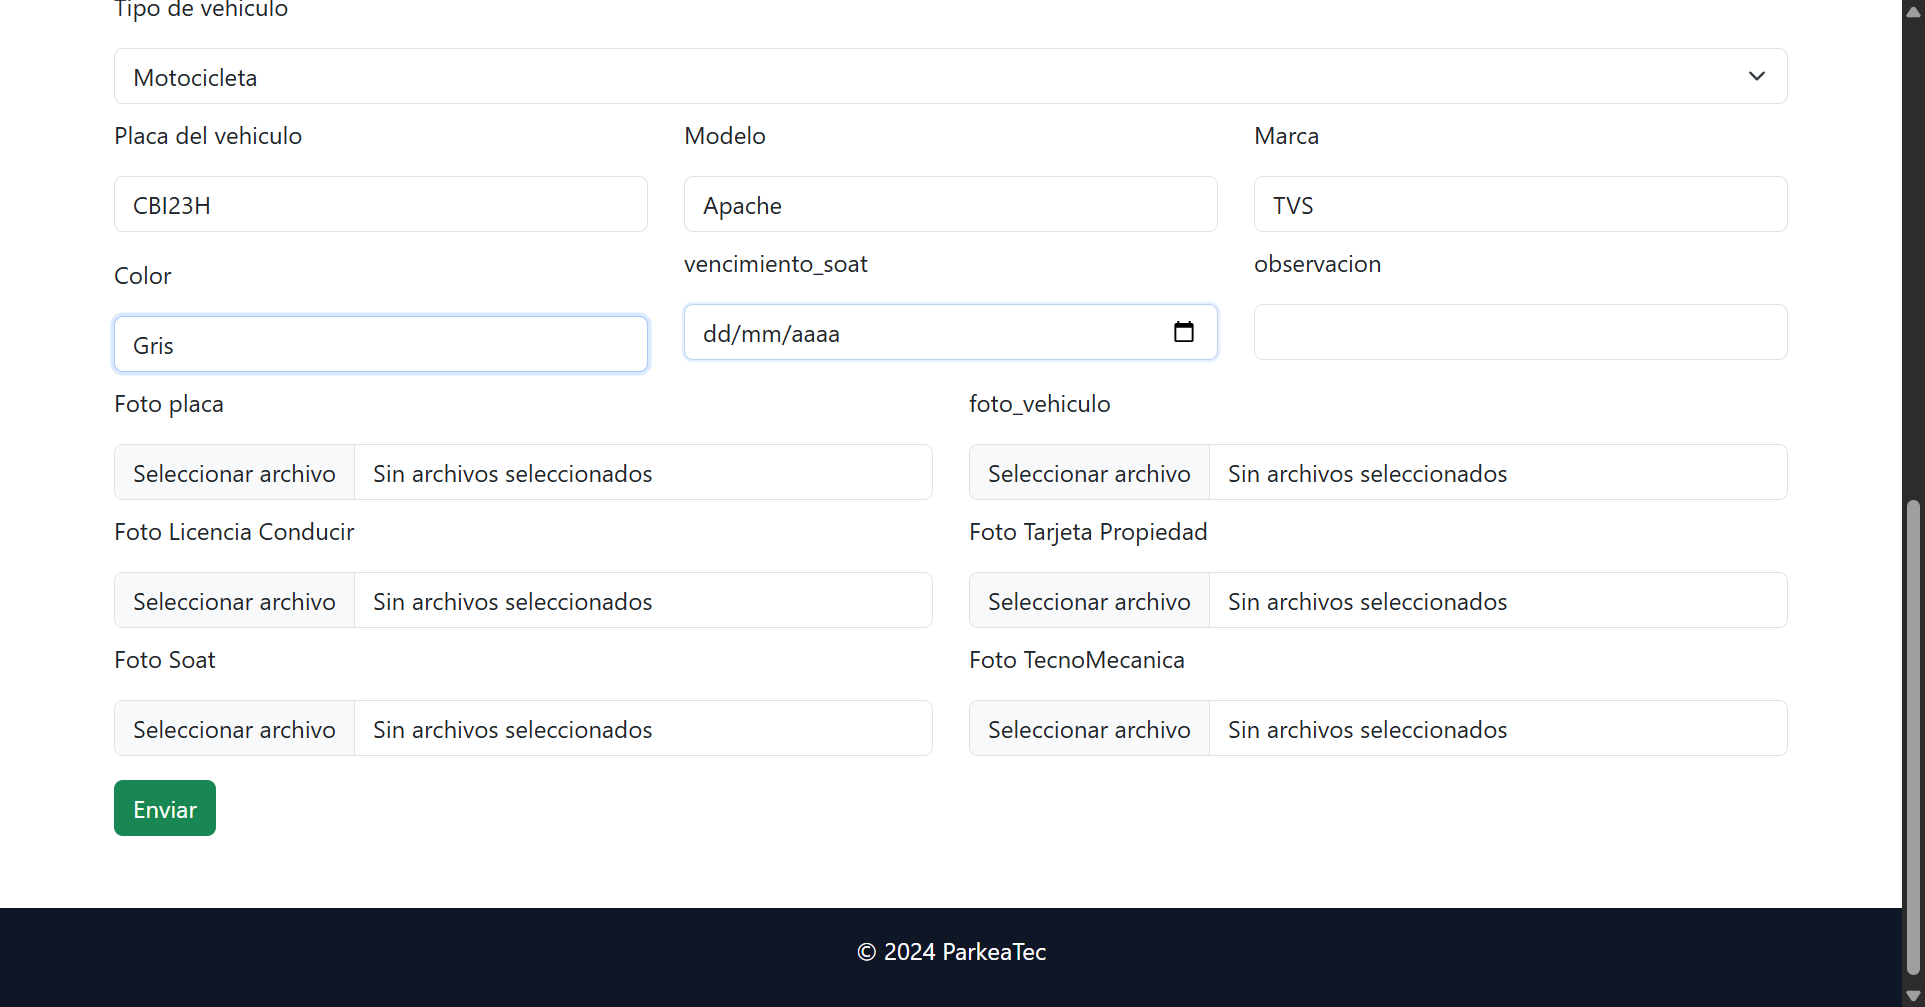 Tipo de vehiculo
Motocicleta
Placa del vehiculo
Modelo
Marca
CBI23H
Apache
TVS
Color
vencimiento_soat
observacion
Gris
dd/mm/aaaa
Foto placa
foto_vehiculo
Seleccionar archivo
Sin archivos seleccionados
Seleccionar archivo
Sin archivos seleccionados
Foto Licencia Conducir
Foto Tarjeta Propiedad
Seleccionar archivo
Sin archivos seleccionados
Seleccionar archivo
Sin archivos seleccionados
Foto Soat
Foto TecnoMecanica
Seleccionar archivo
Sin archivos seleccionados
Seleccionar archivo
Sin archivos seleccionados
Enviar
© 2024 ParkeaTec